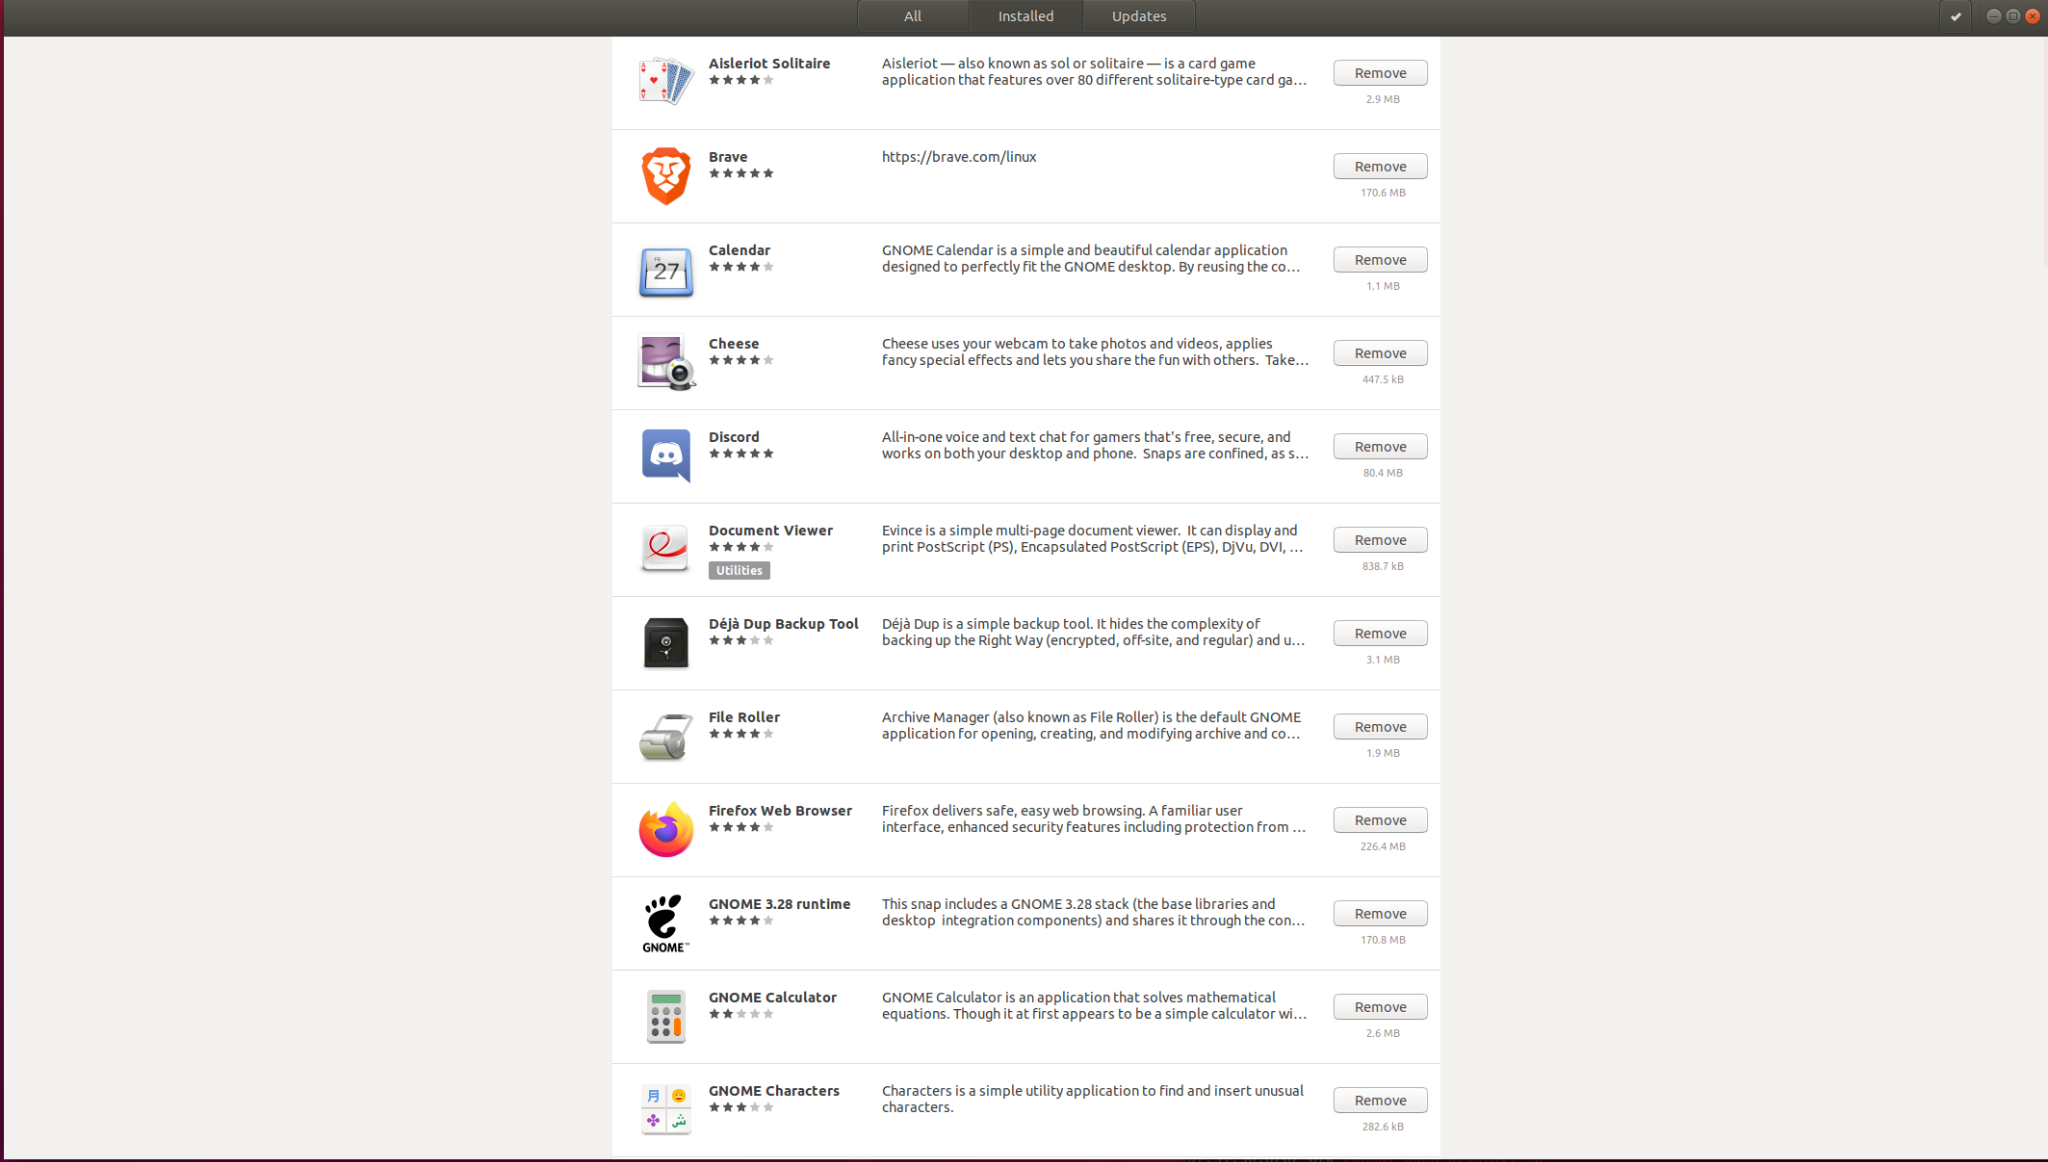 All
Installed
Updates
Aisleriot Solitaire
Aisleriot — also known as sol or solitaire — is a card game
application that features over 80 different solitaire-type card ga…
Remove
2.9 MB
Brave
https://brave.com/linux
Remove
170.6 MB
27
Calendar
GNOME Calendar is a simple and beautiful calendar application
designed to perfectly fit the GNOME desktop. By reusing the co…
Remove
1.1 MB
Cheese
Cheese uses your webcam to take photos and videos, applies
fancy special effects and lets you share the fun with others.  Take…
Remove
447.5 kB
Discord
All-in-one voice and text chat for gamers that's free, secure, and
works on both your desktop and phone.  Snaps are confined, as s…
Remove
80.4 MB
Document Viewer
Utilities
Evince is a simple multi-page document viewer.  It can display and
print PostScript (PS), Encapsulated PostScript (EPS), DjVu, DVI, …
Remove
838.7 kB
Déjà Dup Backup Tool
Déjà Dup is a simple backup tool. It hides the complexity of
backing up the Right Way (encrypted, off-site, and regular) and u…
Remove
3.1 MB
File Roller
Archive Manager (also known as File Roller) is the default GNOME
application for opening, creating, and modifying archive and co…
Remove
1.9 MB
Firefox Web Browser
Firefox delivers safe, easy web browsing. A familiar user
interface, enhanced security features including protection from …
Remove
226.4 MB
GNOME™
GNOME 3.28 runtime
This snap includes a GNOME 3.28 stack (the base libraries and
desktop  integration components) and shares it through the con…
Remove
170.8 MB
GNOME Calculator
GNOME Calculator is an application that solves mathematical
equations. Though it at first appears to be a simple calculator wi…
Remove
2.6 MB
月
ش
GNOME Characters
Characters is a simple utility application to find and insert unusual
characters.
Remove
282.6 kB